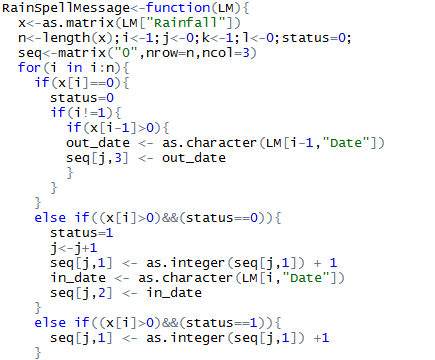 RainSpellMessage<-function(LM){
x<-as.matrix(LM["Rainfall"])
n<-length(x);i<-1;j<-0;k<-1;l<-0;status=0;
seq<-matrix("0",nrow=n,ncol=3)
for(i in i:n){
if(x[i]==0){
status=0
if(i!=1){
if(x[i-1]>0){
out_date <- as.character(LM[i-1,"Date"])
seq[j,3] <- out_date
}
}
}
else if((x[i]>0)&&(status==0)){
status=1
j<-j+1
seq[j,1] <- as.integer(seq[j,1]) + 1
in_date <- as.character(LM[i,"Date"])
seq[j,2] <- in_date
}
else if((x[i]>0)&&(status==1)){
seq[j,1] <- as.integer(seq[j,1]) +1
}